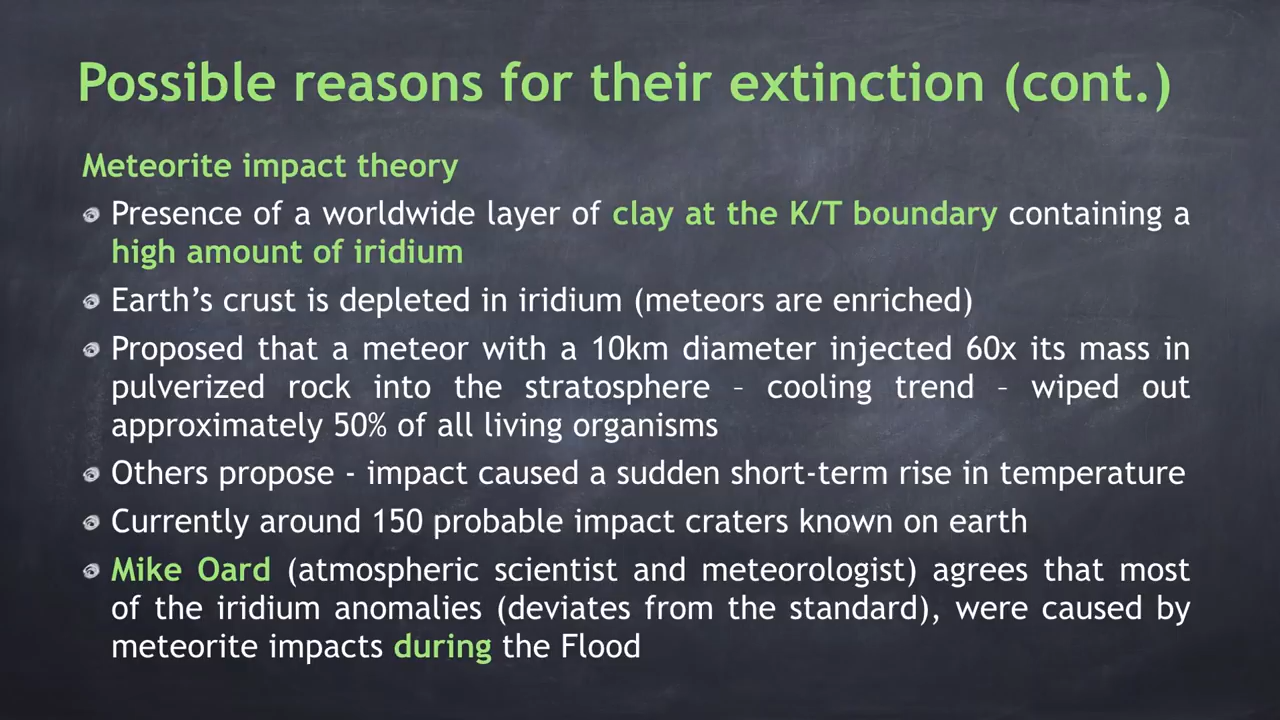 Possible reasons for their extinction (cont.)
Meteorite impact theory
Presence of a worldwide layer of clay at the K/T boundary containing a
high amount of iridium
Earth’s crust is depleted in iridium (meteors are enriched)
Proposed that a meteor with a 10km diameter injected 60x its mass in
pulverized rock into the stratosphere – cooling trend – wiped out
approximately 50% of all living organisms
Others propose - impact caused a sudden short-term rise in temperature
Currently around 150 probable impact craters known on earth
Mike Oard (atmospheric scientist and meteorologist) agrees that most
of the iridium anomalies (deviates from the standard), were caused by
meteorite impacts during the Flood